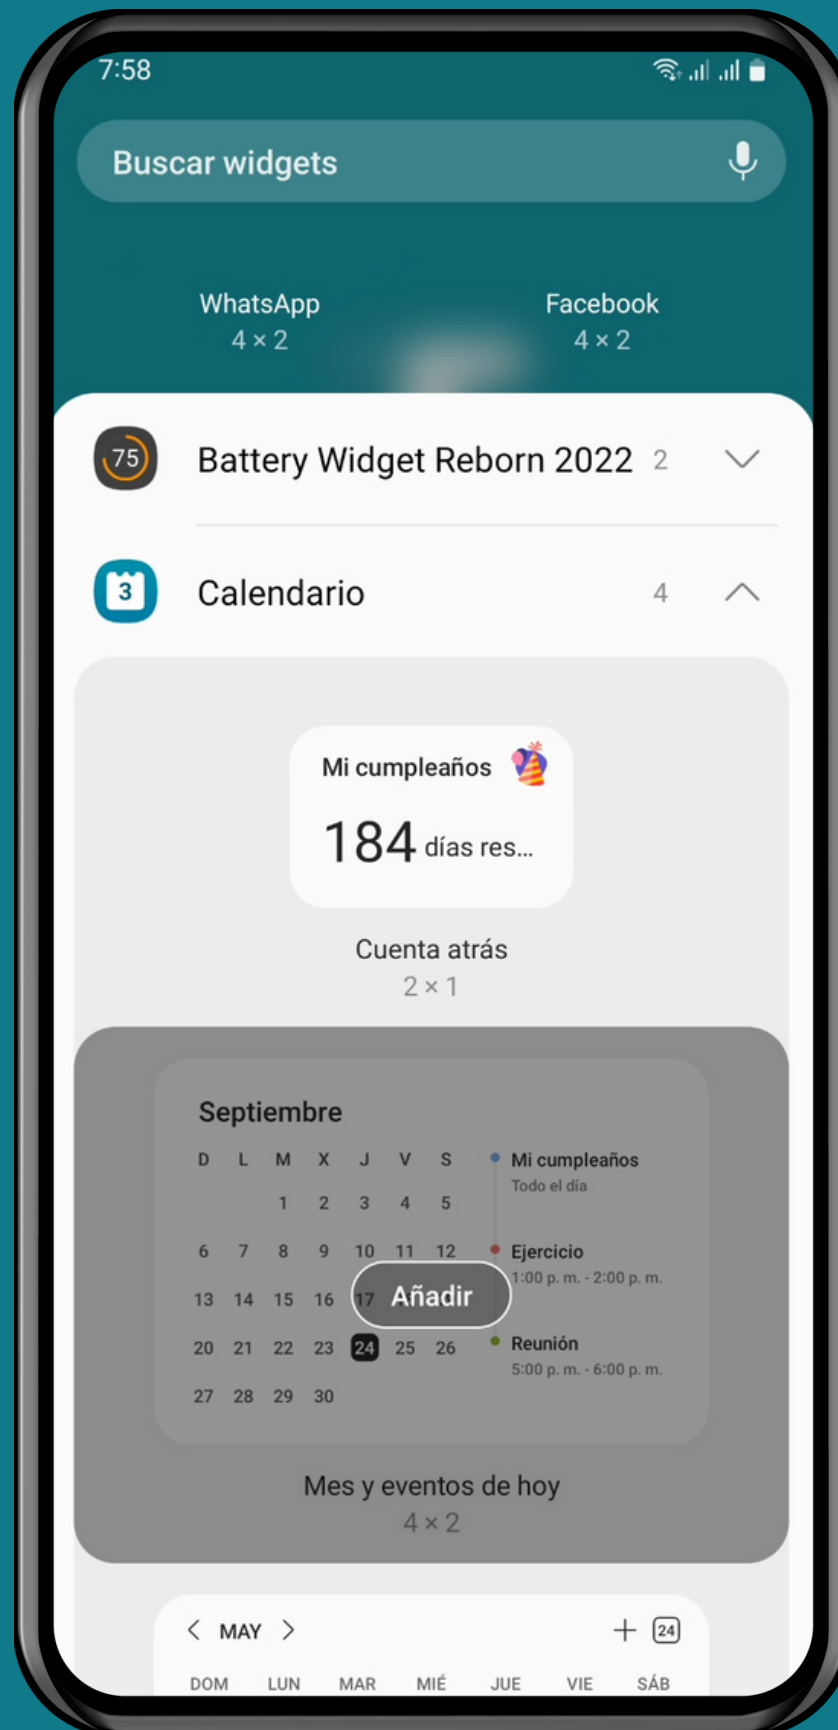 7:58
Buscar widgets
WhatsApp Facebook
4 × 2 4 × 2
75 Battery Widget Reborn 2022 2
3 Calendario 4
Mi cumpleaños
184 días res...
Cuenta atrás
2 × 1
Septiembre
D L M X J V S
1 2 3 4 5
6 7 8 9 10 11 12
13 14 15 16 17
20 21 22 23 24 25 26
27 28 29 30
Mi cumpleaños
Todo el día
Ejercicio
1:00 p. m. - 2:00 p. m.
Reunión
5:00 p. m. - 6:00 p. m.
Añadir
Mes y eventos de hoy
4 × 2
< MAY > + 24
DOM LUN MAR MIÉ JUE VIE SÁB